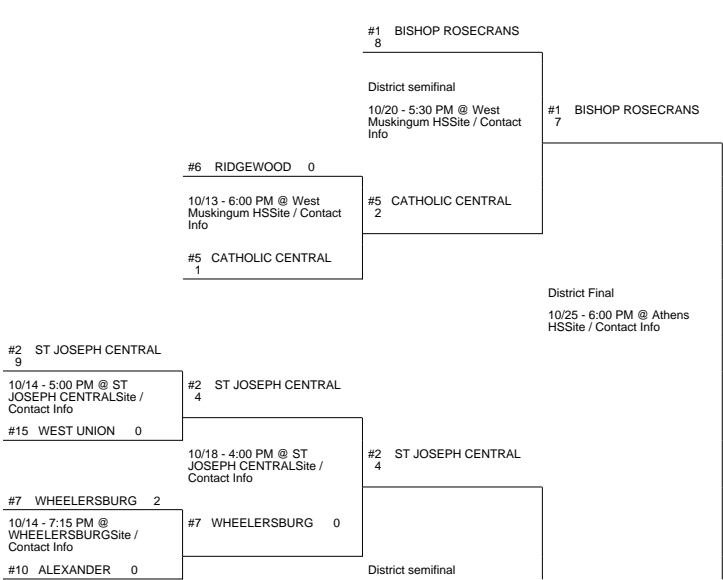 #1 BISHOP ROSECRANS
8
District semifinal
10/20 - 5:30 PM @ West
Muskingum HSSite / Contact
Info
#1 BISHOP ROSECRANS
7
#6 RIDGEWOOD 0
10/13 - 6:00 PM @ West
Muskingum HSSite / Contact
Info
#5 CATHOLIC CENTRAL
2
#5 CATHOLIC CENTRAL
1
District Final
10/25 - 6:00 PM @ Athens
HSSite / Contact Info
#2 ST JOSEPH CENTRAL
9
10/14 - 5:00 PM @ ST
JOSEPH CENTRALSite /
Contact Info
#2 ST JOSEPH CENTRAL
4
#15 WEST UNION 0
10/18 - 4:00 PM @ ST
JOSEPH CENTRALSite /
Contact Info
#2 ST JOSEPH CENTRAL
4
#7 WHEELERSBURG 2
10/14 - 7:15 PM @
WHEELERSBURGSite /
Contact Info
#7 WHEELERSBURG 0
#10 ALEXANDER 0
District semifinal